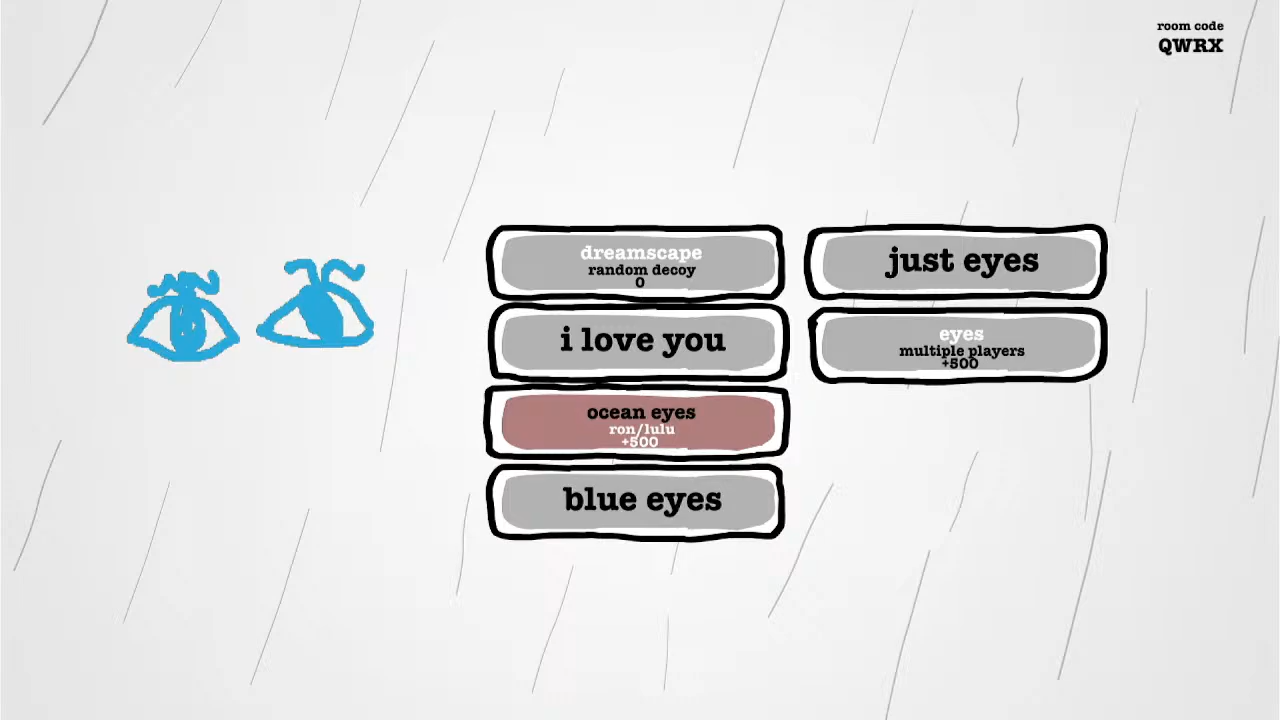 room code
QWRX
dreamscape
random decoy
0
i love you
ocean eyes
ron/lulu
+500
blue eyes
just eyes
eyes
multiple players
+500